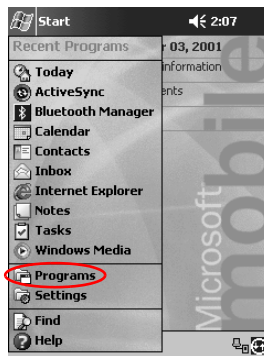 Start 2:07
Recent Programs r 03, 2001
Today
information
ActiveSync
ents
Bluetooth Manager
Calendar
Contacts
Inbox
Internet Explorer
Notes
Tasks
Windows Media
Programs
Settings
Find
Help
Microsoft
mobile